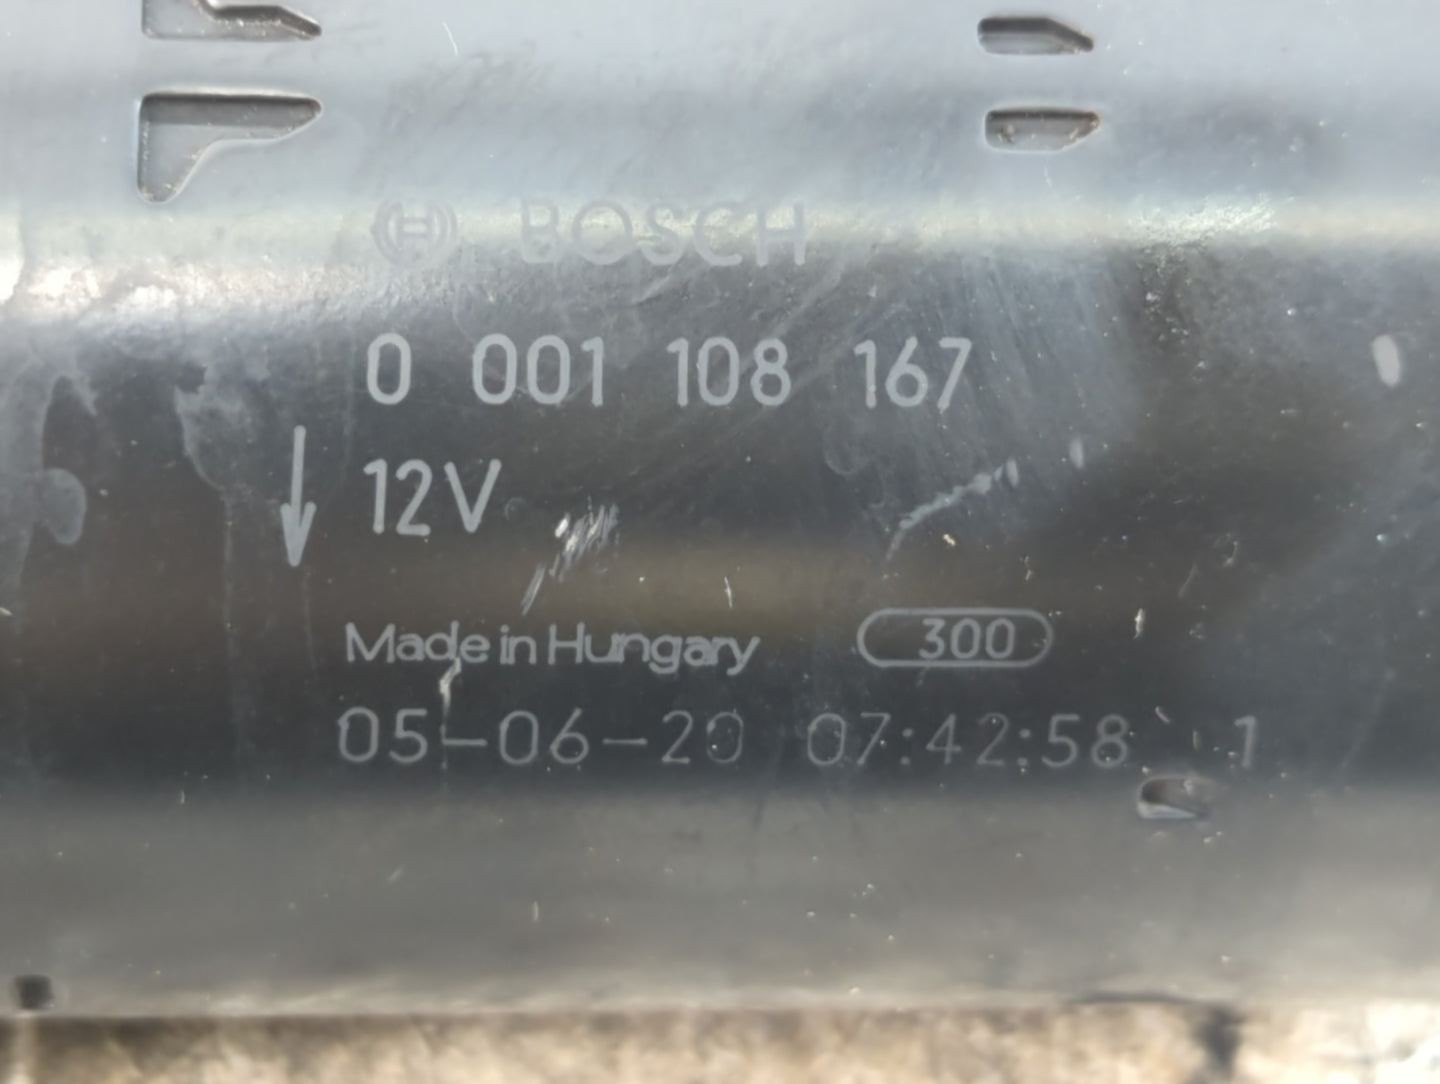 BOSCH
0 001 108 167
12V
Made in Hungary 300
05-06-20 07:42:58 1